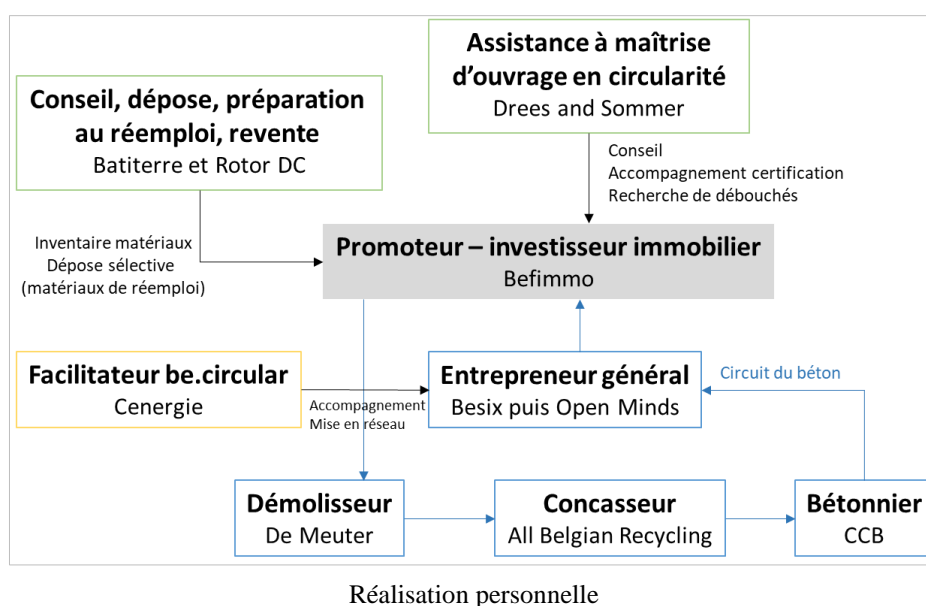 Assistance à maîtrise
d'ouvrage en circularité
Drees and Sommer
Conseil, dépose, préparation
au réemploi, revente
Batiterre et Rotor DC
Conseil
Accompagnement certification
Recherche de débouchés
Inventaire matériaux
Dépose sélective
(matériaux de réemploi)
Promoteur – investisseur immobilier
Befimmo
Facilitateur be.circular
Cenergie
Accompagnement
Mise en réseau
Entrepreneur général
Besix puis Open Minds
Circuit du béton
Démolisseur
De Meuter
Concasseur
All Belgian Recycling
Bétonnier
CCB
Réalisation personnelle